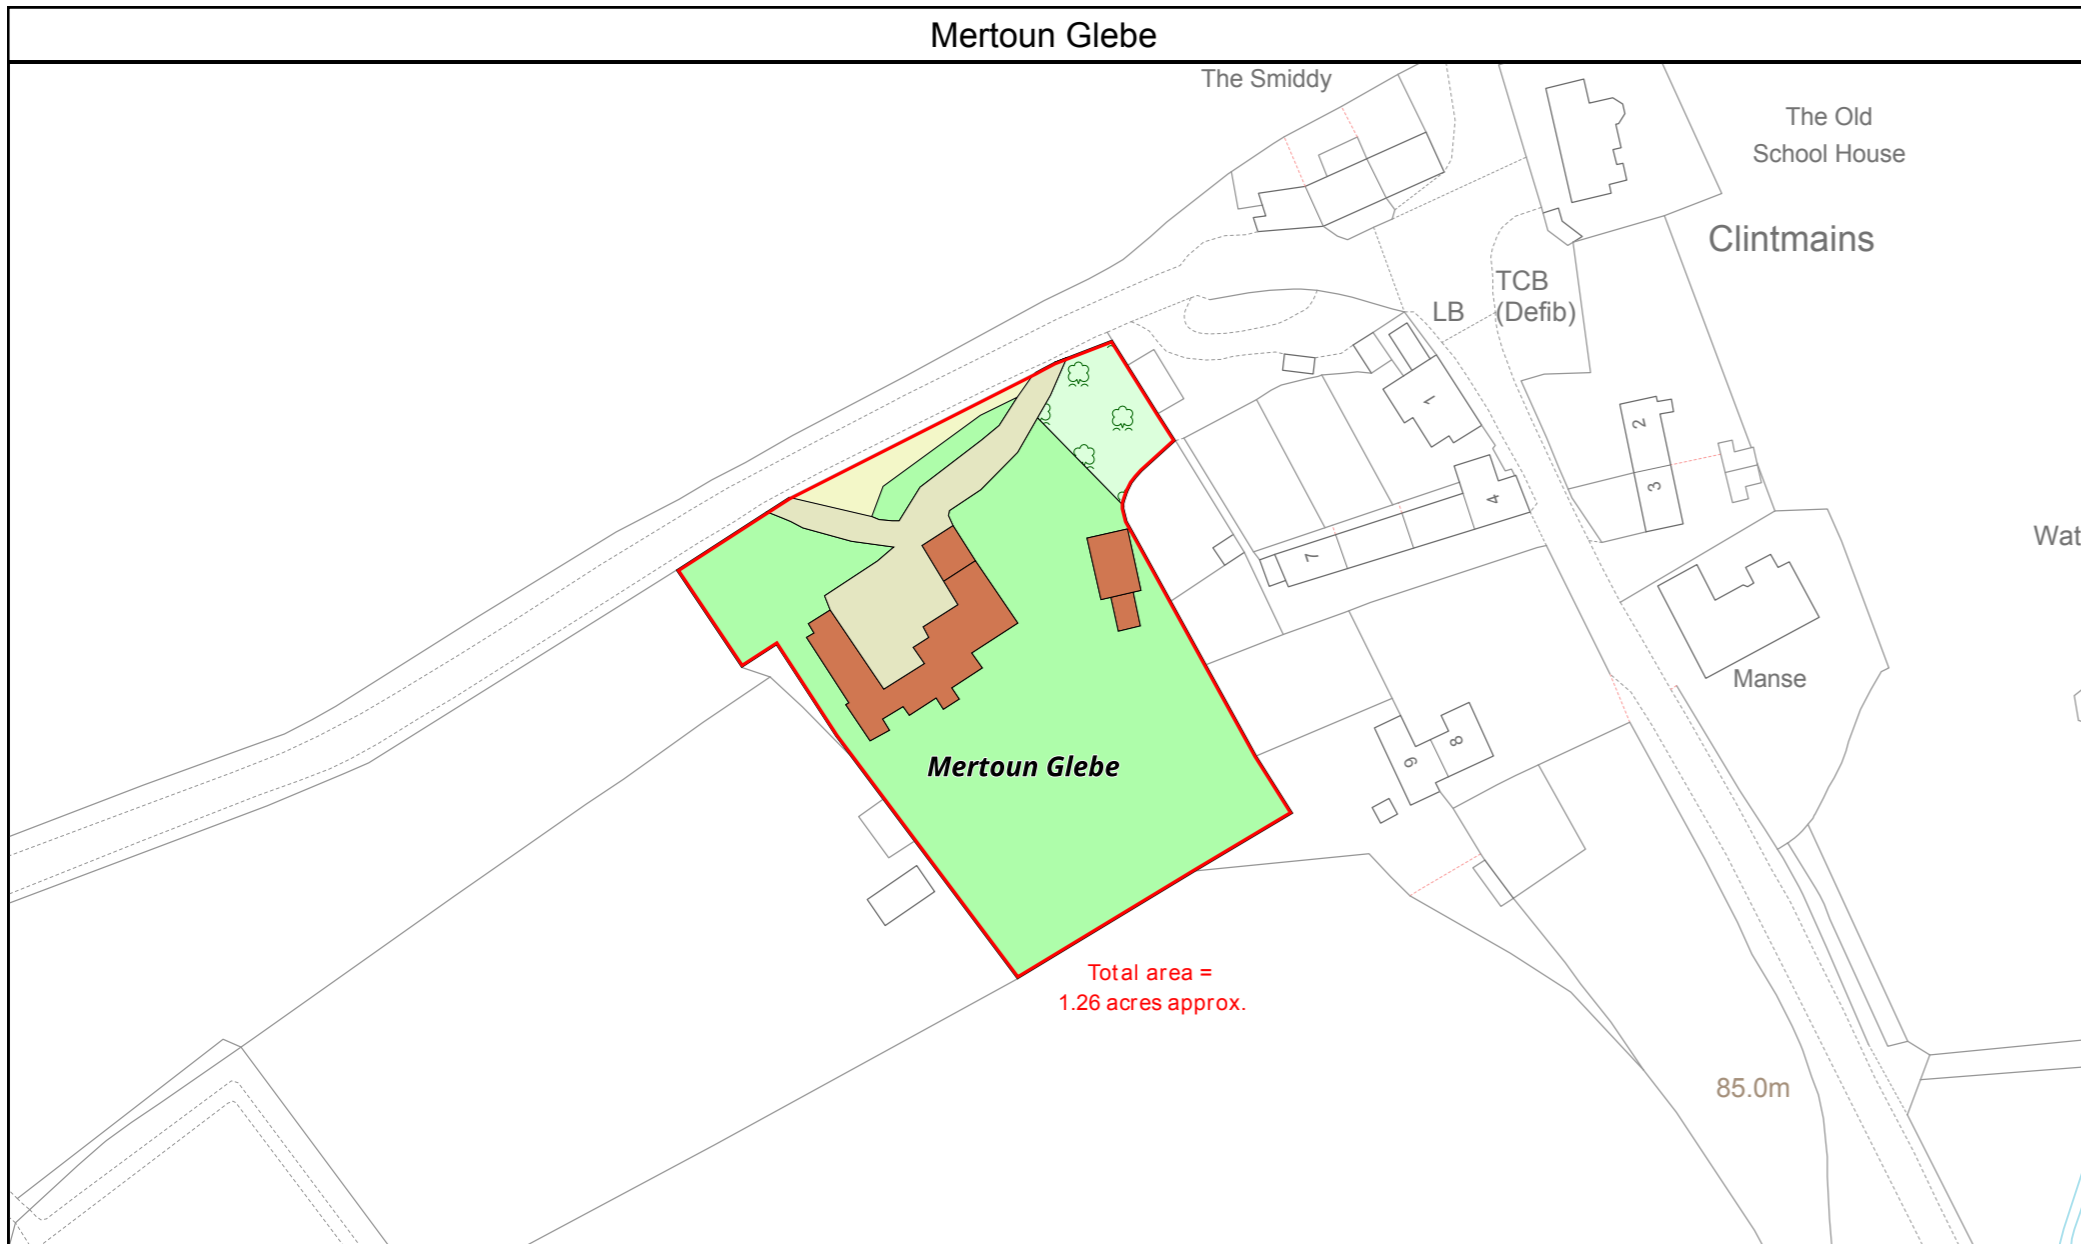 Mertoun Glebe
The Smiddy
The Old
School House
Clintmains
TCB
(Defib)
LB
1
2
3
4
7
Wat
Manse
8
9
Mertoun Glebe
Total area =
1.26 acres approx.
85.0m